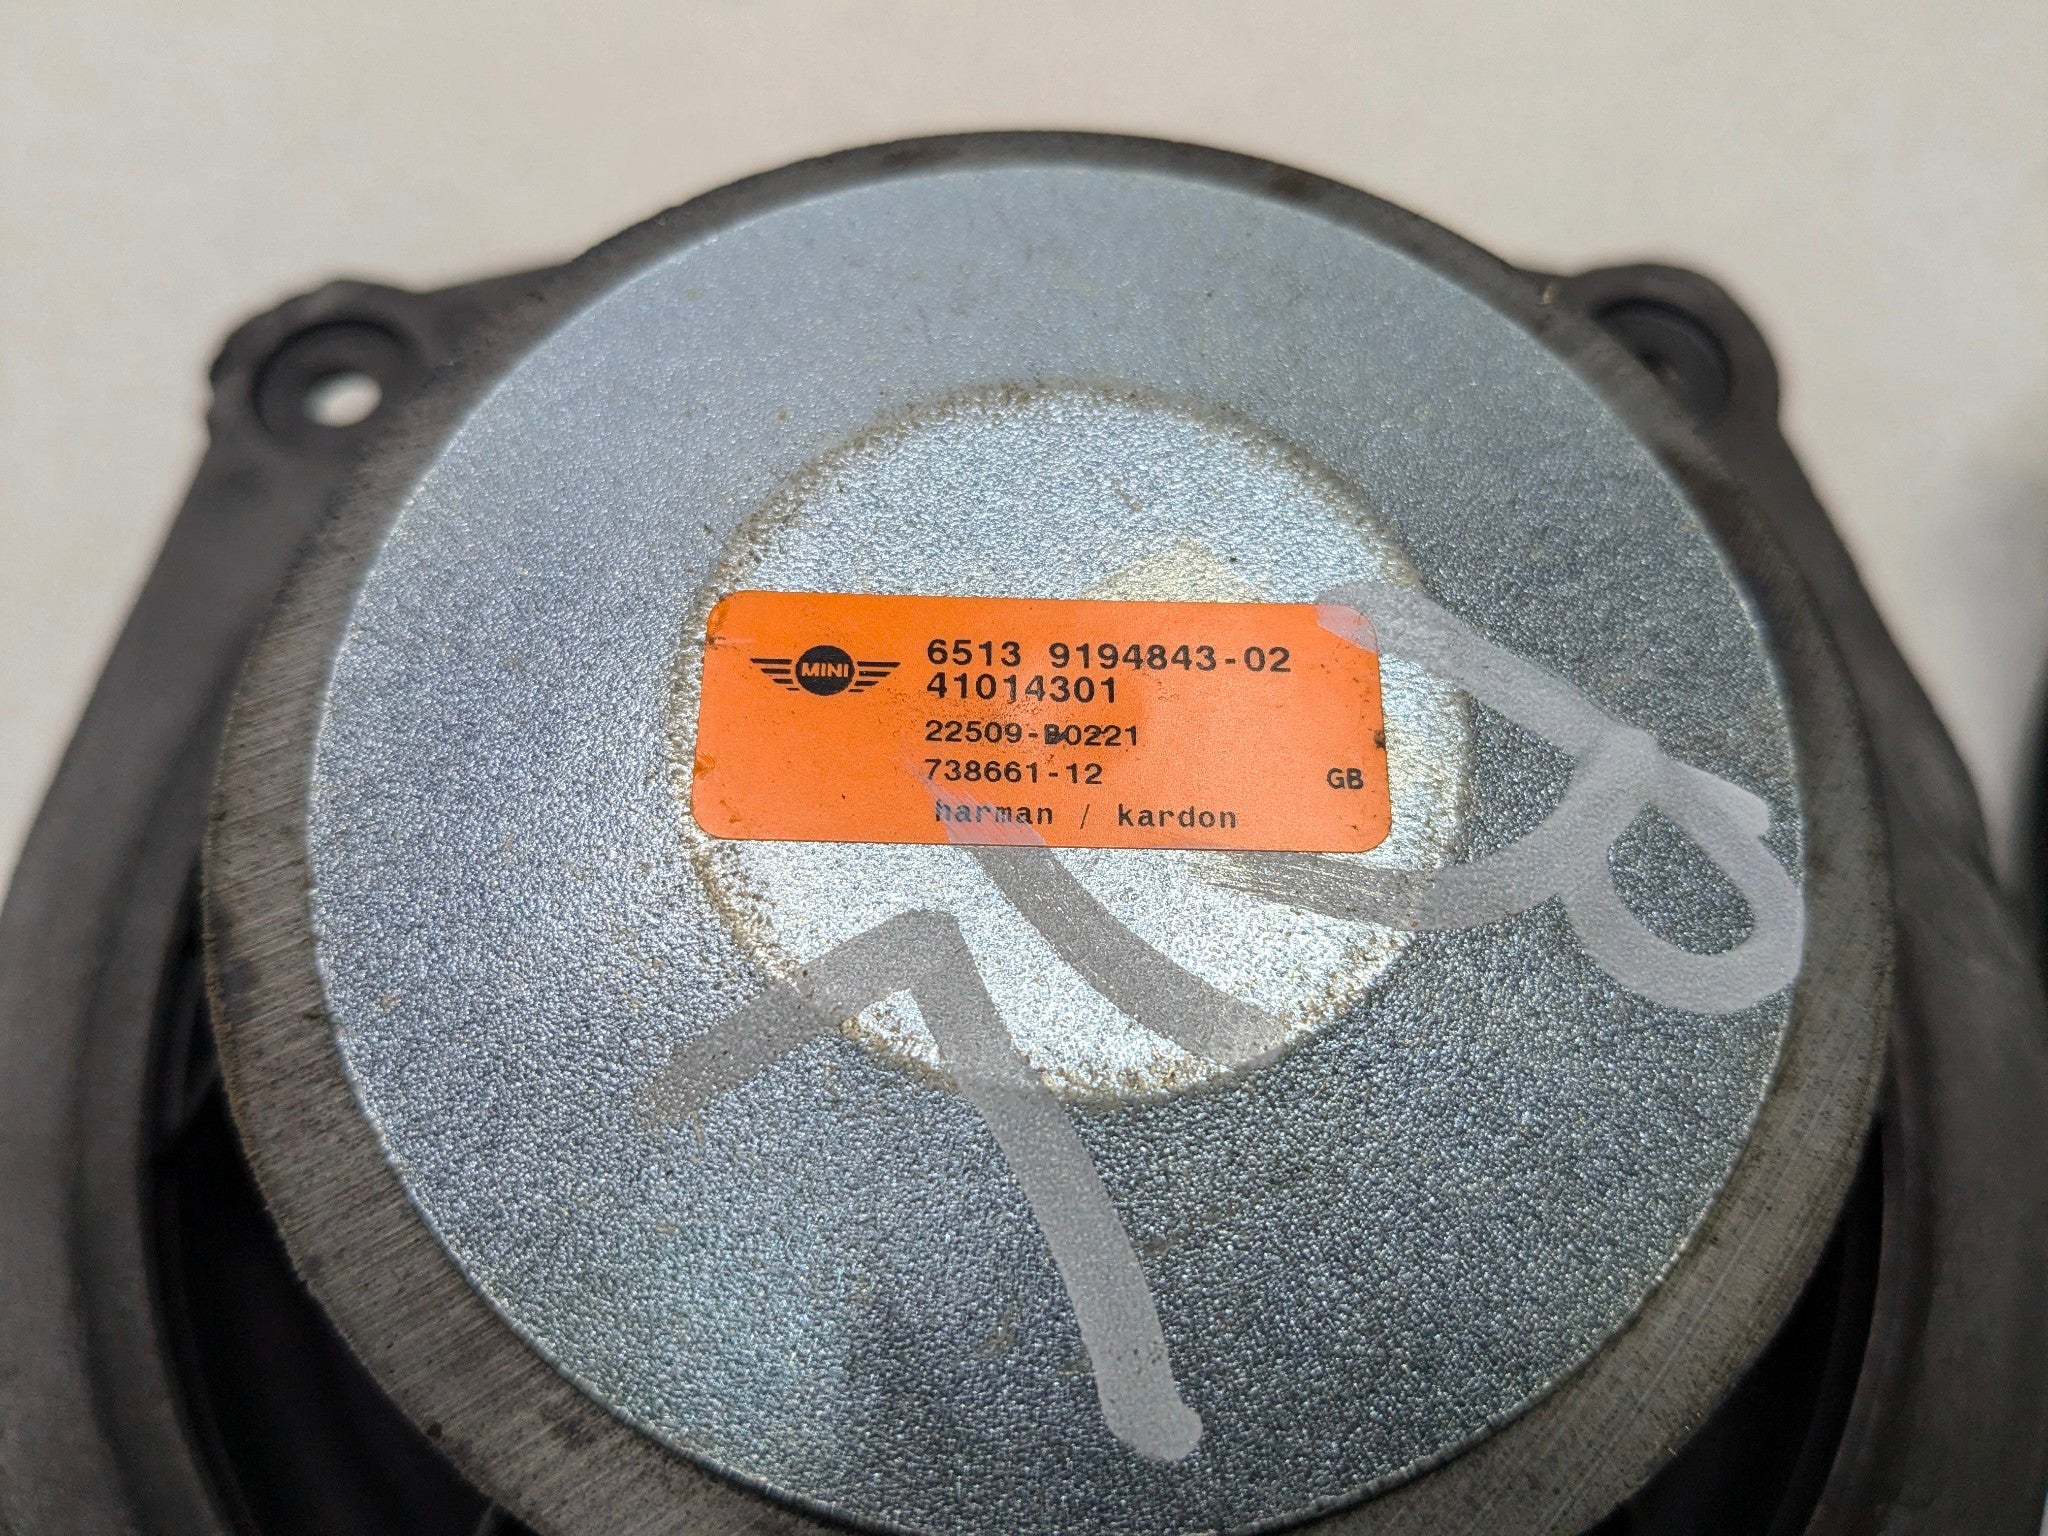 MINI
6513 9194843-02
41014301
22509-B0221
738661-12
GB
harman / kardon